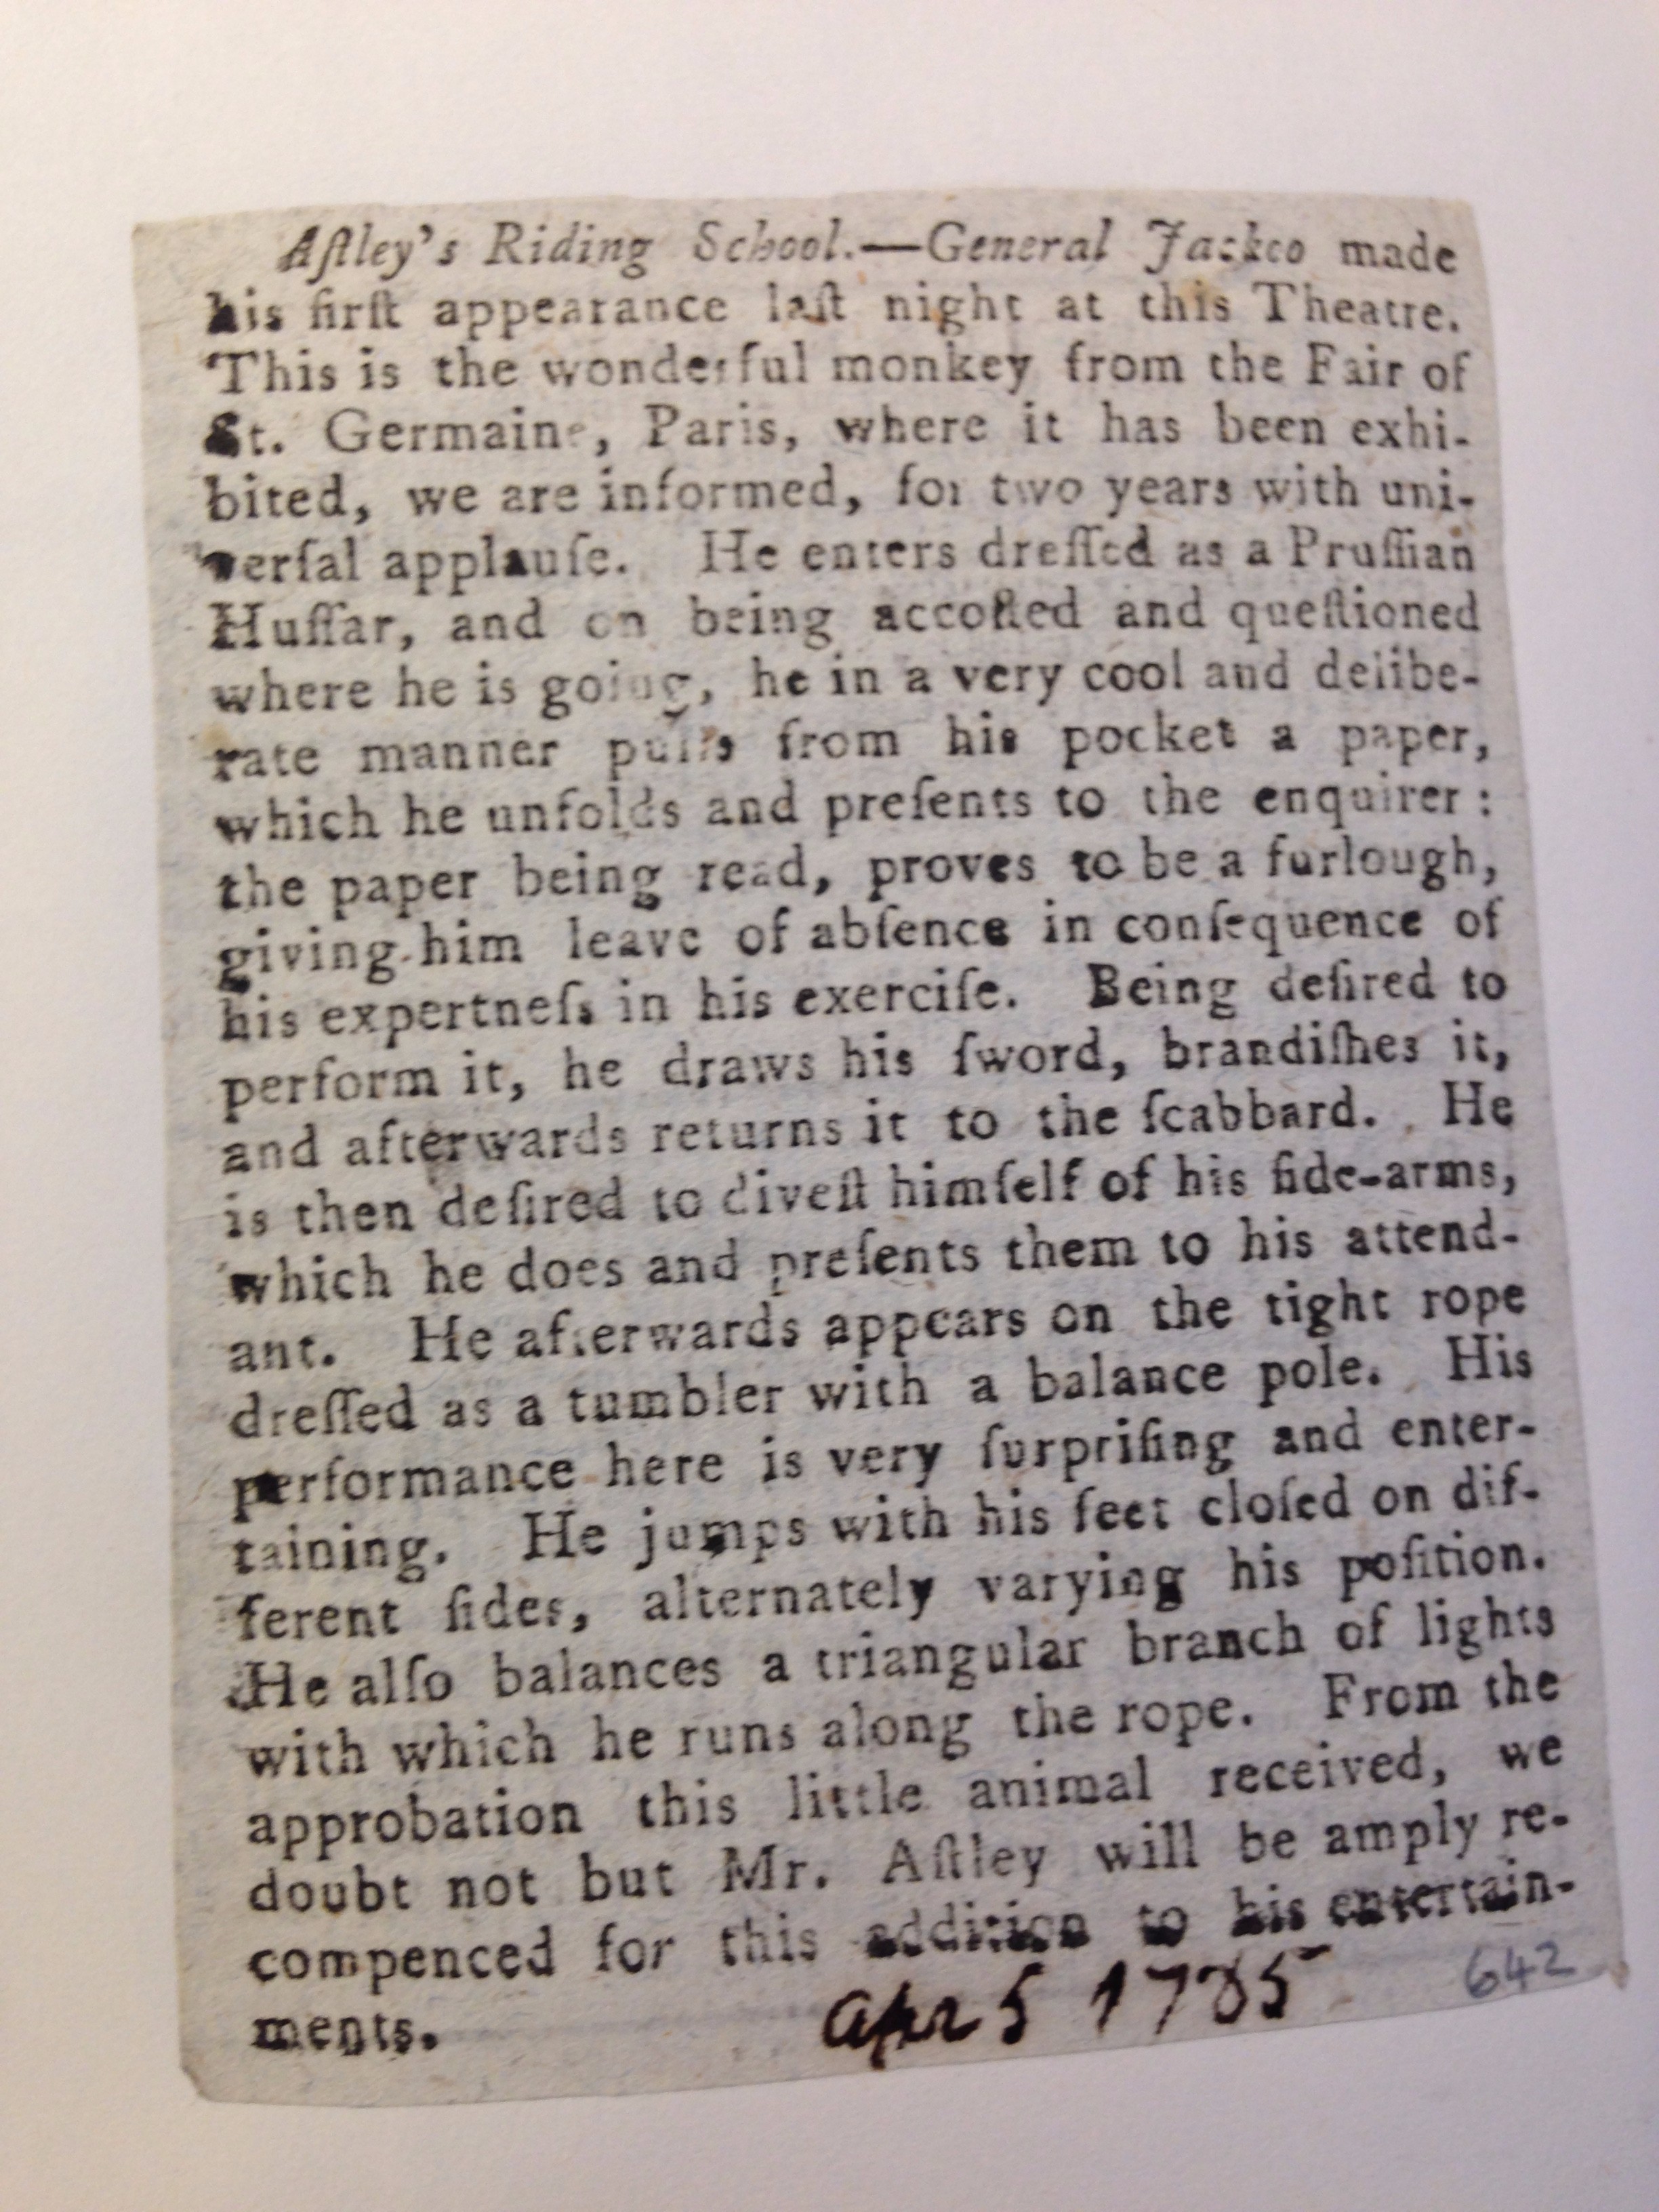 Aſtley's Riding School.—General Jackco made
his firſt appearance laſt night at this Theatre.
This is the wonderful monkey from the Fair of
St. Germaine, Paris, where it has been exhi-
bited, we are informed, for two years with uni-
verſal applauſe. He enters dreſſed as a Pruſſian
Huſſar, and on being accoſted and queſtioned
where he is going, he in a very cool and delibe-
rate manner pulls from his pocket a paper,
which he unfolds and preſents to the enquirer:
the paper being read, proves to be a furlough,
giving him leave of abſence in conſequence of
his expertneſs in his exerciſe. Being deſired to
perform it, he draws his ſword, brandiſhes it,
and afterwards returns it to the ſcabbard. He
is then deſired to diveſt himſelf of his ſide-arms,
which he does and preſents them to his attend-
ant. He afterwards appears on the tight rope
dreſſed as a tumbler with a balance pole. His
performance here is very ſurpriſing and enter-
taining. He jumps with his feet cloſed on dif-
ferent ſides, alternately varying his poſition.
He alſo balances a triangular branch of lights
with which he runs along the rope. From the
approbation this little animal received, we
doubt not but Mr. Aſtley will be amply re-
compenced for this addition to his entertain-
ments.
apr 5 1785
642